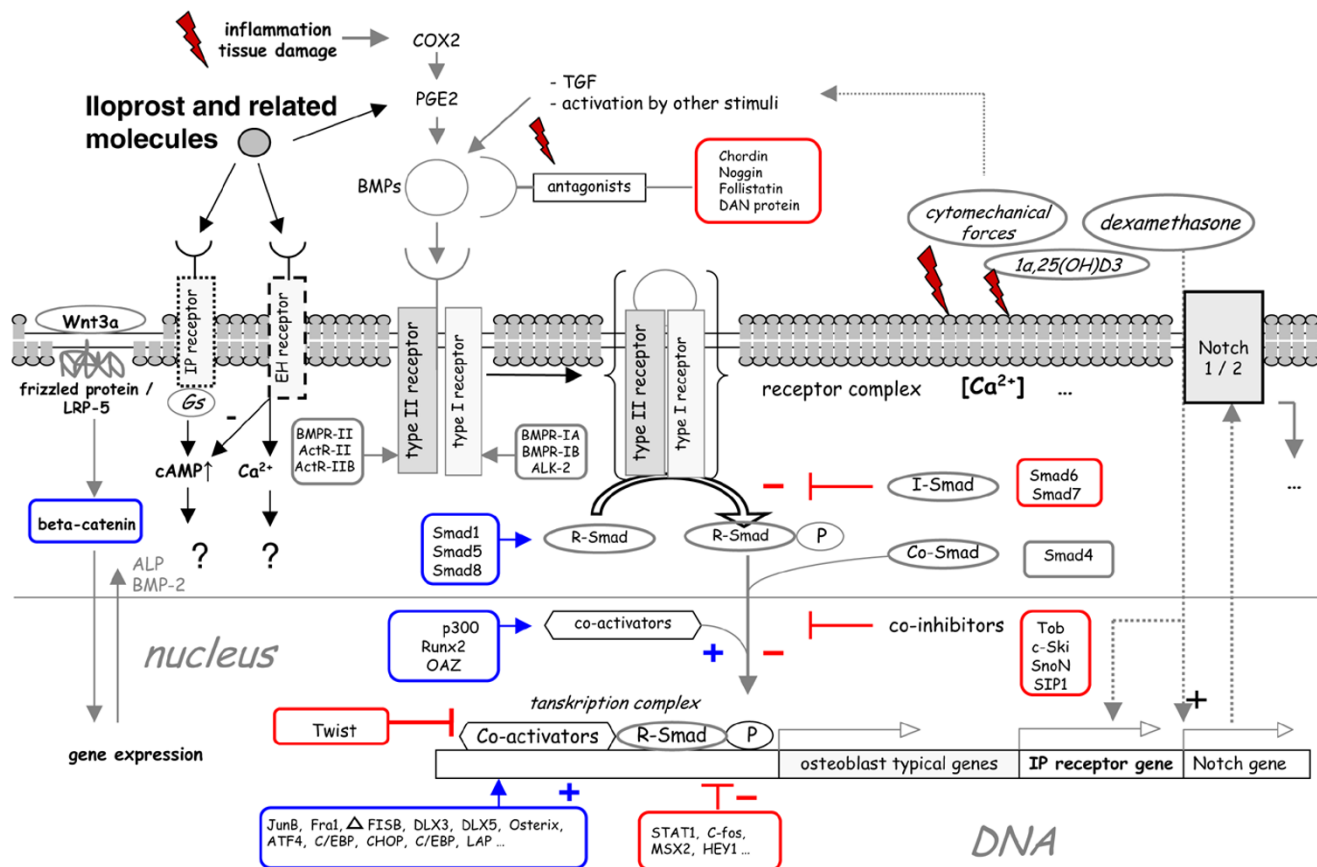 inflammation
tissue damage
COX2
Iloprost and related
molecules
PGE2
- TGF
- activation by other stimuli
BMPs
antagonists
Chordin
Noggin
Follistatin
DAN protein
cytomechanical
forces
dexamethasone
1a,25(OH)D3
Wnt3a
IP receptor
EH receptor
type II receptor
type I receptor
type II receptor
type I receptor
receptor complex
[Ca²⁺]
...
Notch
1 / 2
frizzled protein /
LRP-5
Gs
-
cAMP↑
Ca²⁺
BMPR-II
ActR-II
ActR-IIB
BMPR-IA
BMPR-IB
ALK-2
...
beta-catenin
?
?
Smad1
Smad5
Smad8
R-Smad
R-Smad
P
−
I-Smad
Smad6
Smad7
Co-Smad
Smad4
ALP
BMP-2
nucleus
p300
Runx2
OAZ
co-activators
+
−
co-inhibitors
Tob
c-Ski
SnoN
SIP1
tanskription complex
Twist
Co-activators
R-Smad
P
+
gene expression
osteoblast typical genes
IP receptor gene
Notch gene
+
−
JunB, Fra1, Δ FISB, DLX3, DLX5, Osterix,
ATF4, C/EBP, CHOP, C/EBP, LAP ...
STAT1, C-fos,
MSX2, HEY1 ...
DNA